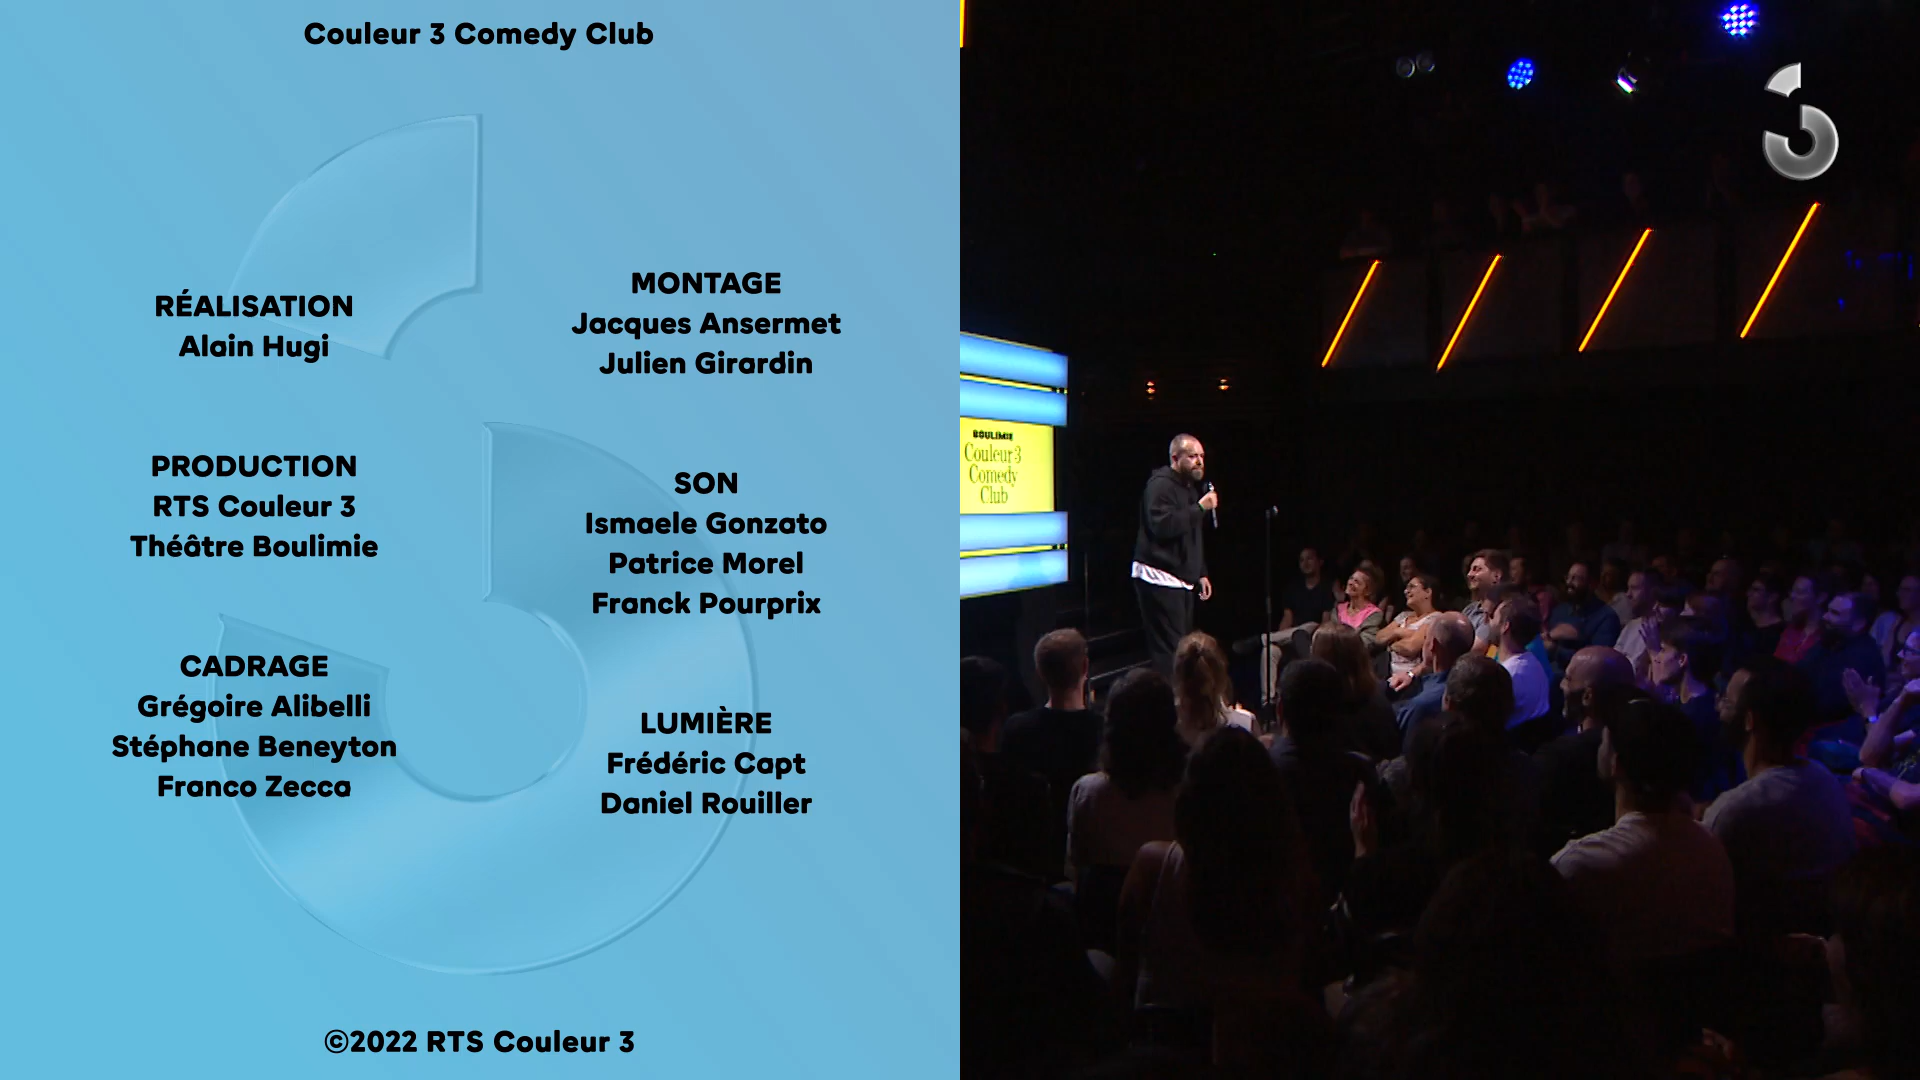 Couleur 3 Comedy Club
RÉALISATION
Alain Hugi
PRODUCTION
RTS Couleur 3
Théâtre Boulimie
CADRAGE
Grégoire Alibelli
Stéphane Beneyton
Franco Zecca
MONTAGE
Jacques Ansermet
Julien Girardin
SON
Ismaele Gonzato
Patrice Morel
Franck Pourprix
LUMIÈRE
Frédéric Capt
Daniel Rouiller
©2022 RTS Couleur 3
BOULIMIE
Couleur 3
Comedy
Club